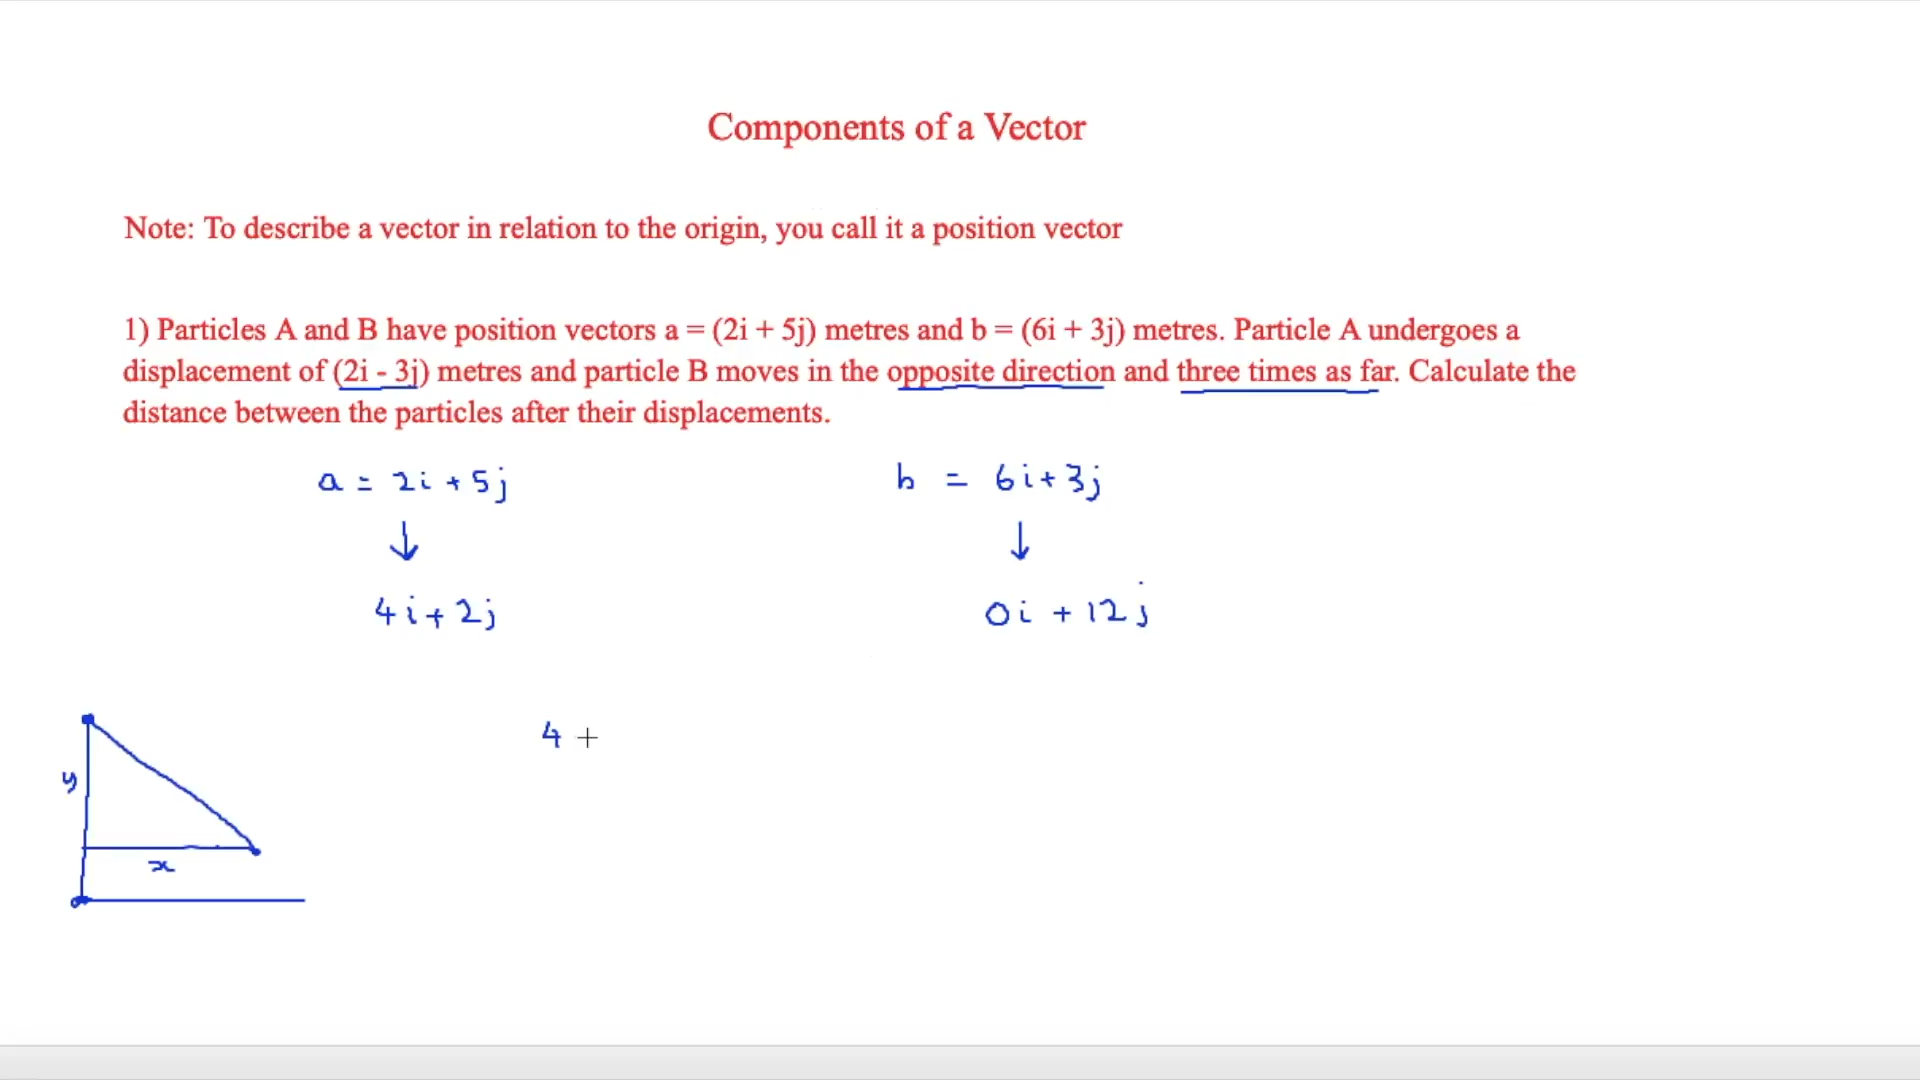 Components of a Vector
Note: To describe a vector in relation to the origin, you call it a position vector
1) Particles A and B have position vectors a = (2i + 5j) metres and b = (6i + 3j) metres. Particle A undergoes a
displacement of (2i - 3j) metres and particle B moves in the opposite direction and three times as far. Calculate the
distance between the particles after their displacements.
a = 2i + 5j
b = 6i + 3j
↓
↓
4i + 2j
0i + 12j
4 +
y
x